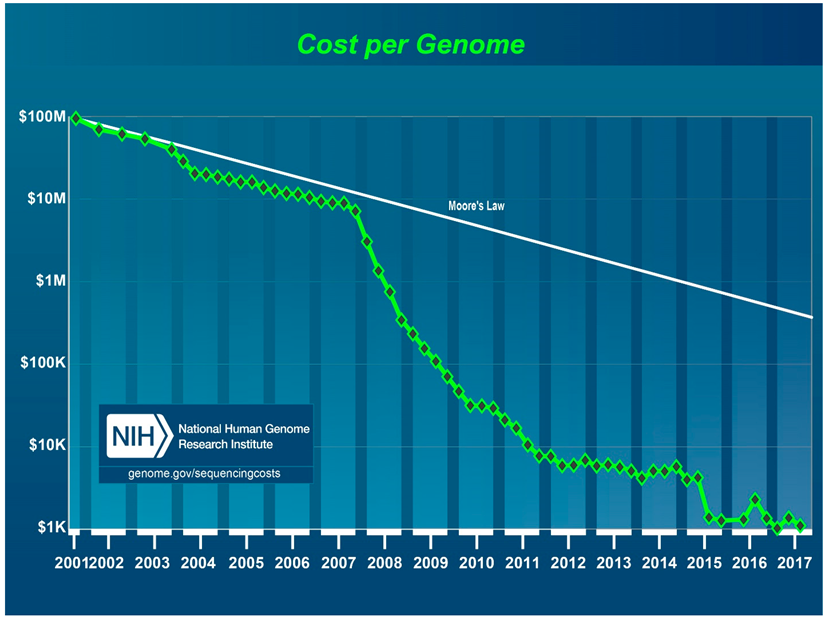 Cost per Genome
$100M
$10M
$1M
$100K
$10K
$1K
Moore's Law
NIH
National Human Genome
Research Institute
genome.gov/sequencingcosts
2001 2002 2003 2004 2005 2006 2007 2008 2009 2010 2011 2012 2013 2014 2015 2016 2017